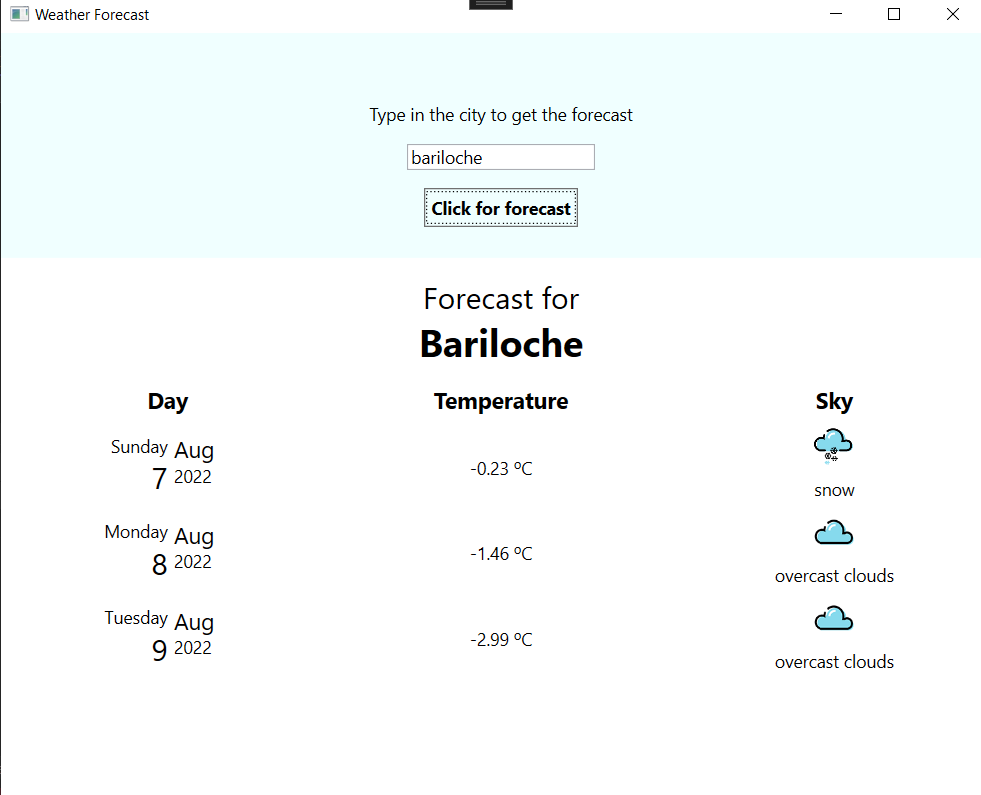 Weather Forecast
Type in the city to get the forecast
bariloche
Click for forecast
Forecast for
Bariloche
Day Temperature Sky
Sunday Aug
7 2022
-0.23 ºC
snow
Monday Aug
8 2022
-1.46 ºC
overcast clouds
Tuesday Aug
9 2022
-2.99 ºC
overcast clouds